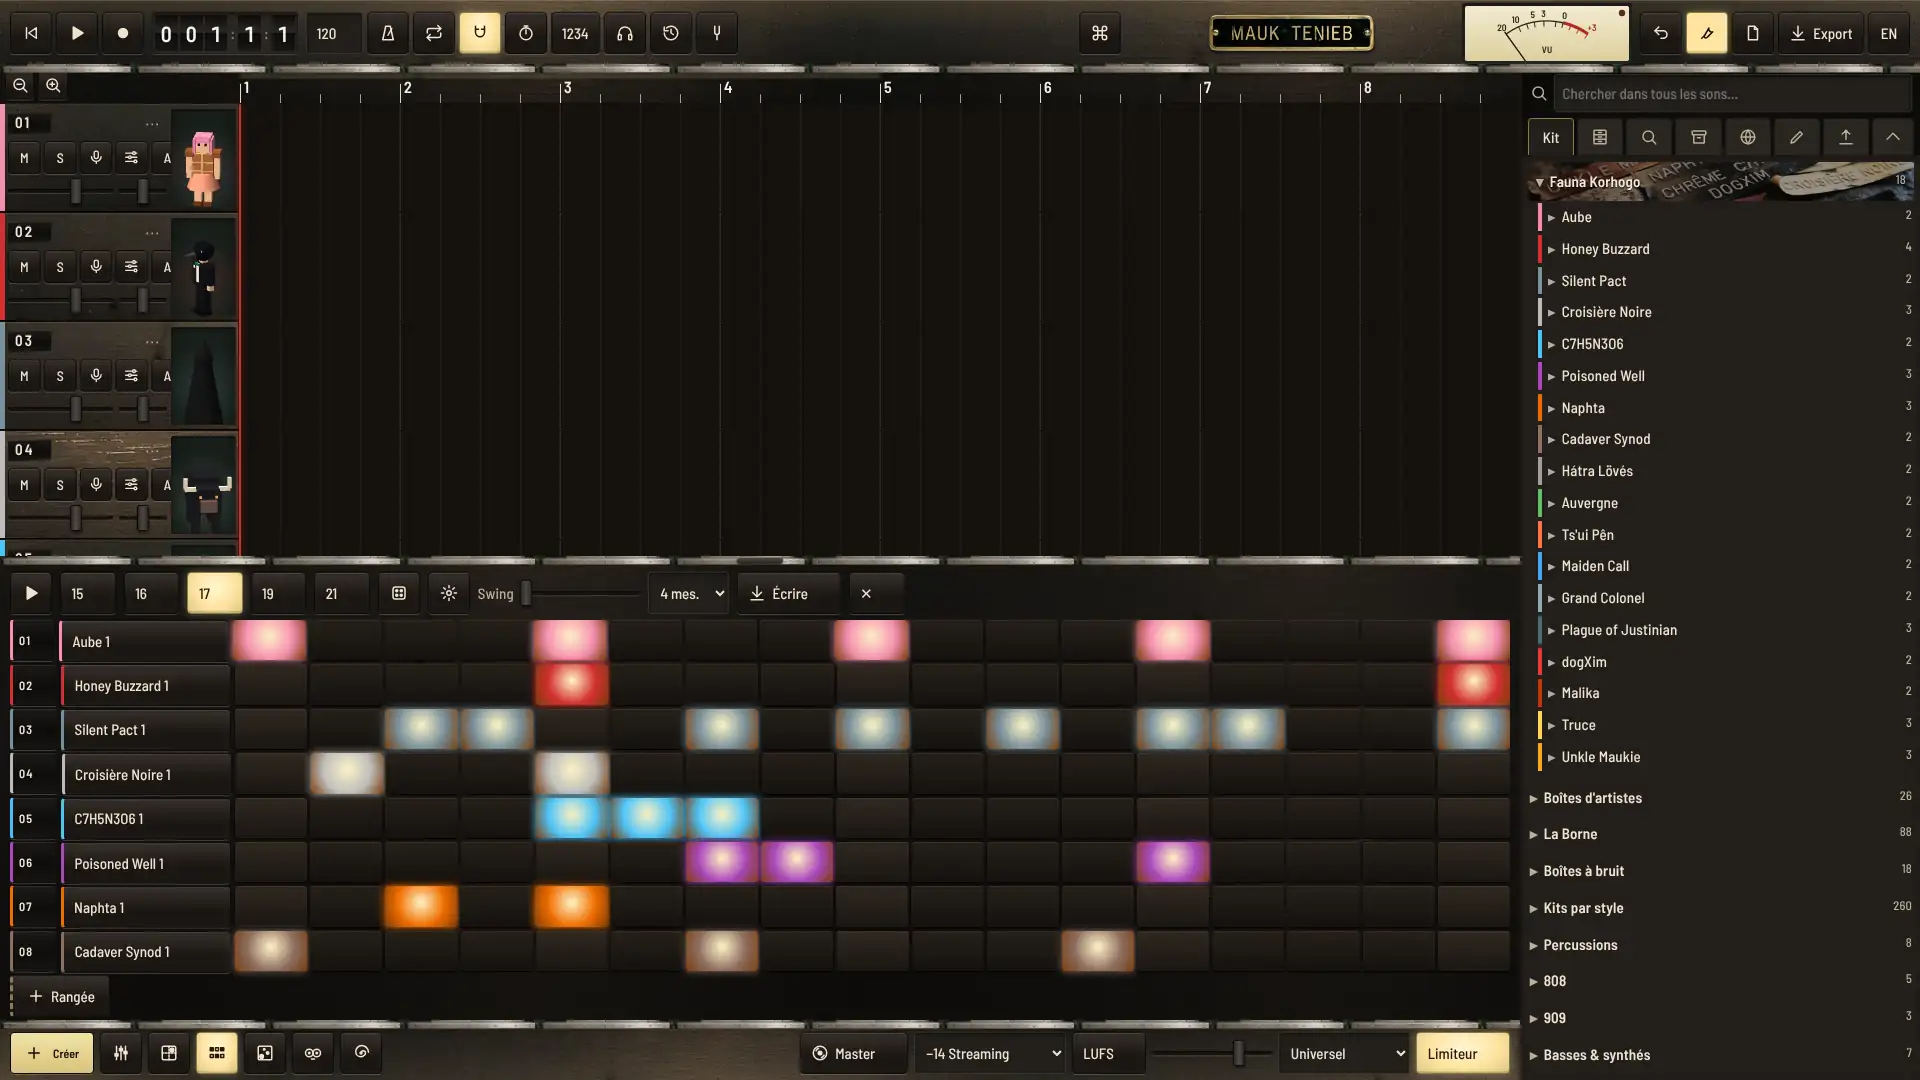 001:1:1
120
1234
MAUK TENIEB
20 10 5 3 0 +3
VU
Export
EN
1 2 3 4 5 6 7 8
Chercher dans tous les sons...
Kit
Fauna Korhogo 18
Aube 2
Honey Buzzard 4
Silent Pact 2
Croisière Noire 3
C7H5N3O6 2
Poisoned Well 3
Naphta 3
Cadaver Synod 2
Hátra Lövés 2
Auvergne 2
Ts'ui Pên 2
Maiden Call 2
Grand Colonel 2
Plague of Justinian 3
dogXim 2
Malika 2
Truce 3
Unkle Maukie 3
Boîtes d'artistes 26
La Borne 88
Boîtes à bruit 18
Kits par style 260
Percussions 8
808 5
909 3
Basses & synthés 7
01
M S A
02
M S A
03
M S A
04
M S A
15 16 17 19 21 Swing 4 mes. Écrire
01 Aube 1
02 Honey Buzzard 1
03 Silent Pact 1
04 Croisière Noire 1
05 C7H5N3O6 1
06 Poisoned Well 1
07 Naphta 1
08 Cadaver Synod 1
+ Rangée
+ Créer
Master
-14 Streaming
LUFS
Universel
Limiteur